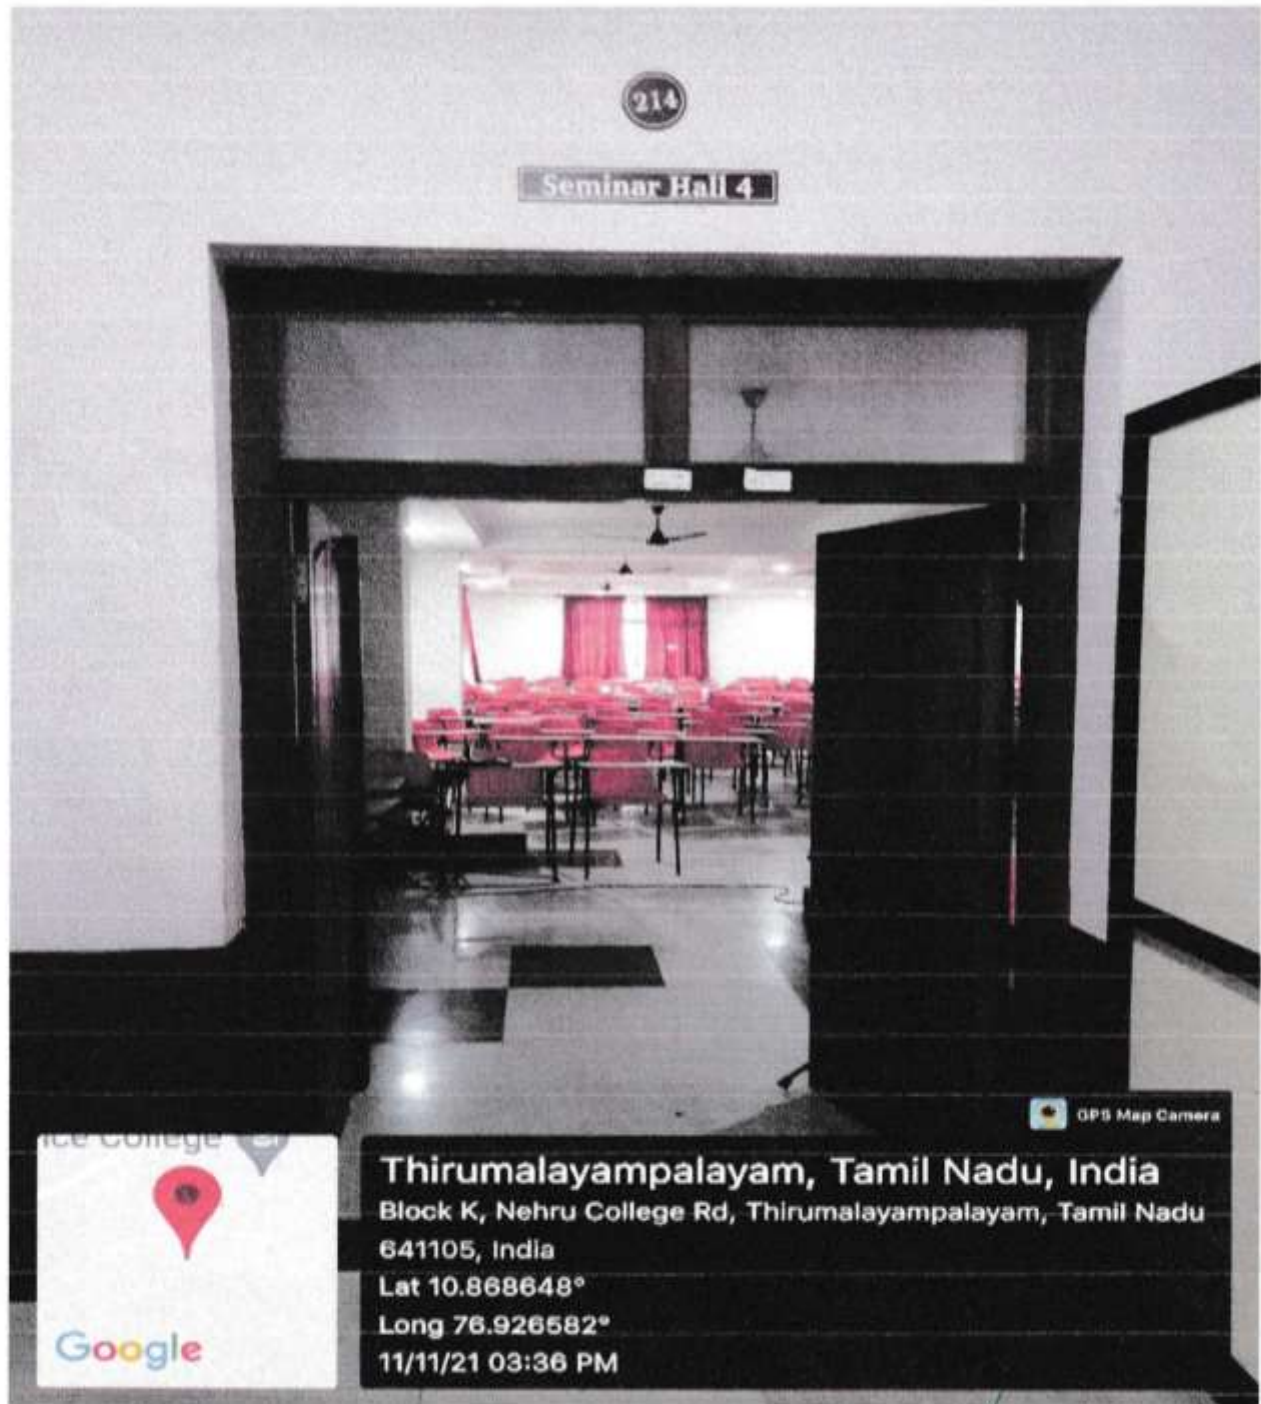 214
Seminar Hall 4
GPS Map Camera
College
Thirumalayampalayam, Tamil Nadu, India
Block K, Nehru College Rd, Thirumalayampalayam, Tamil Nadu
641105, India
Lat 10.868648°
Long 76.926582°
11/11/21 03:36 PM
Google